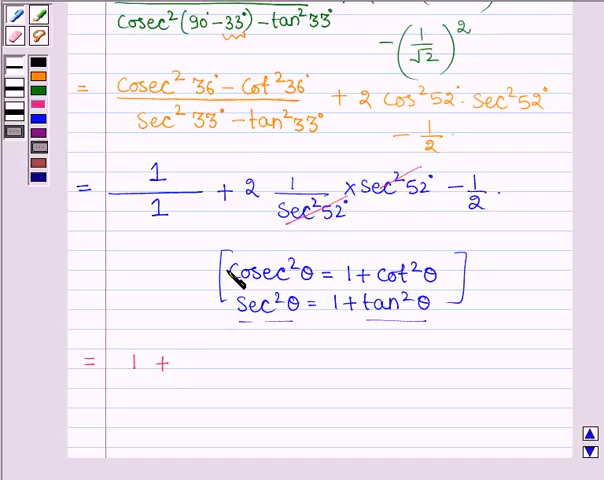 Cosec²(90°−33°) − tan²33°
−(1/√2)²
= Cosec²36° − Cot²36° / Sec²33° − tan²33° + 2 Cos²52° · Sec²52° − 1/2
= 1/1 + 2 1/Sec²52° × Sec²52° − 1/2 .
[Cosec²θ = 1 + Cot²θ
Sec²θ = 1 + tan²θ]
= 1 +